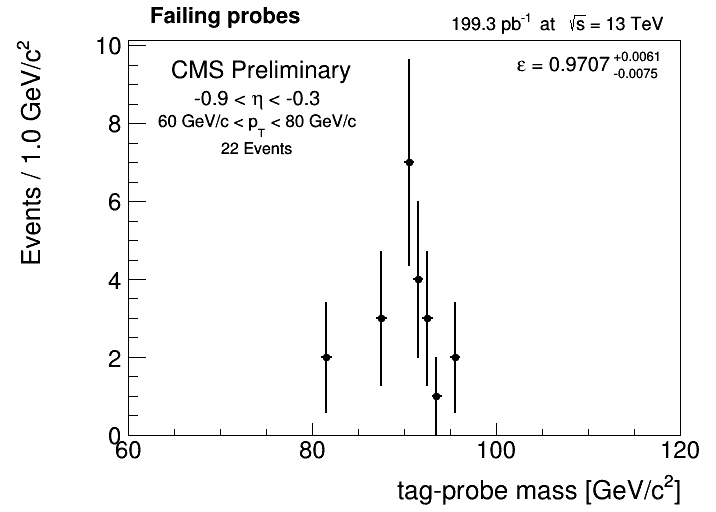 Failing probes
199.3 pb⁻¹ at √s = 13 TeV
CMS Preliminary
-0.9 < η < -0.3
60 GeV/c < p_T < 80 GeV/c
22 Events
ε = 0.9707 +0.0061 -0.0075
Events / 1.0 GeV/c²
10
8
6
4
2
0
60 80 100 120
tag-probe mass [GeV/c²]